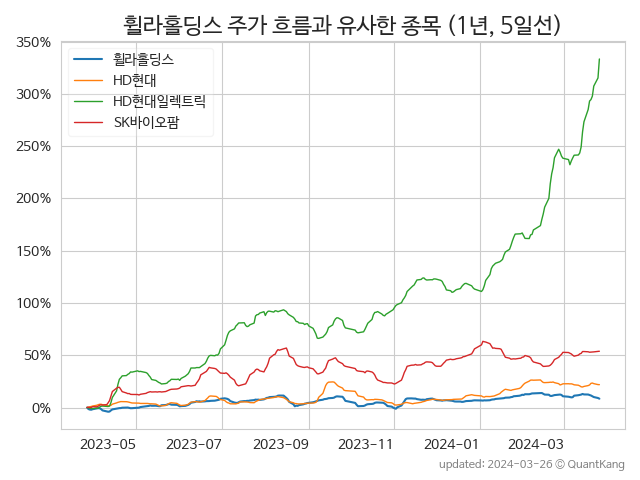 휠라홀딩스 주가 흐름과 유사한 종목 (1년, 5일선)
350%
300%
250%
200%
150%
100%
50%
0%
휠라홀딩스
HD현대
HD현대일렉트릭
SK바이오팜
2023-05
2023-07
2023-09
2023-11
2024-01
2024-03
updated: 2024-03-26 ⓒ QuantKang